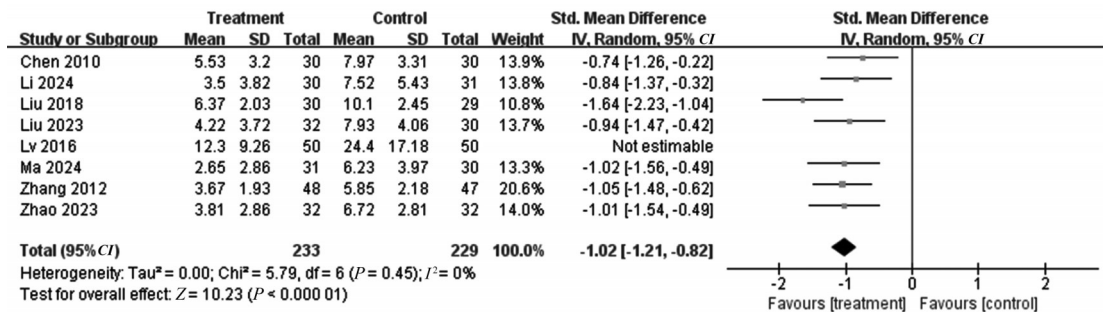 Treatment Control Std. Mean Difference Std. Mean Difference
Study or Subgroup Mean SD Total Mean SD Total Weight IV, Random, 95% CI IV, Random, 95% CI
Chen 2010 5.53 3.2 30 7.97 3.31 30 13.9% -0.74 [-1.26, -0.22]
Li 2024 3.5 3.82 30 7.52 5.43 31 13.8% -0.84 [-1.37, -0.32]
Liu 2018 6.37 2.03 30 10.1 2.45 29 10.8% -1.64 [-2.23, -1.04]
Liu 2023 4.22 3.72 32 7.93 4.06 30 13.7% -0.94 [-1.47, -0.42]
Lv 2016 12.3 9.26 50 24.4 17.18 50 Not estimable
Ma 2024 2.65 2.86 31 6.23 3.97 30 13.3% -1.02 [-1.56, -0.49]
Zhang 2012 3.67 1.93 48 5.85 2.18 47 20.6% -1.05 [-1.48, -0.62]
Zhao 2023 3.81 2.86 32 6.72 2.81 32 14.0% -1.01 [-1.54, -0.49]
Total (95%CI) 233 229 100.0% -1.02 [-1.21, -0.82]
Heterogeneity: Tau² = 0.00; Chi² = 5.79, df = 6 (P = 0.45); I² = 0%
Test for overall effect: Z = 10.23 (P < 0.000 01)
-2 -1 0 1 2
Favours [treatment] Favours [control]